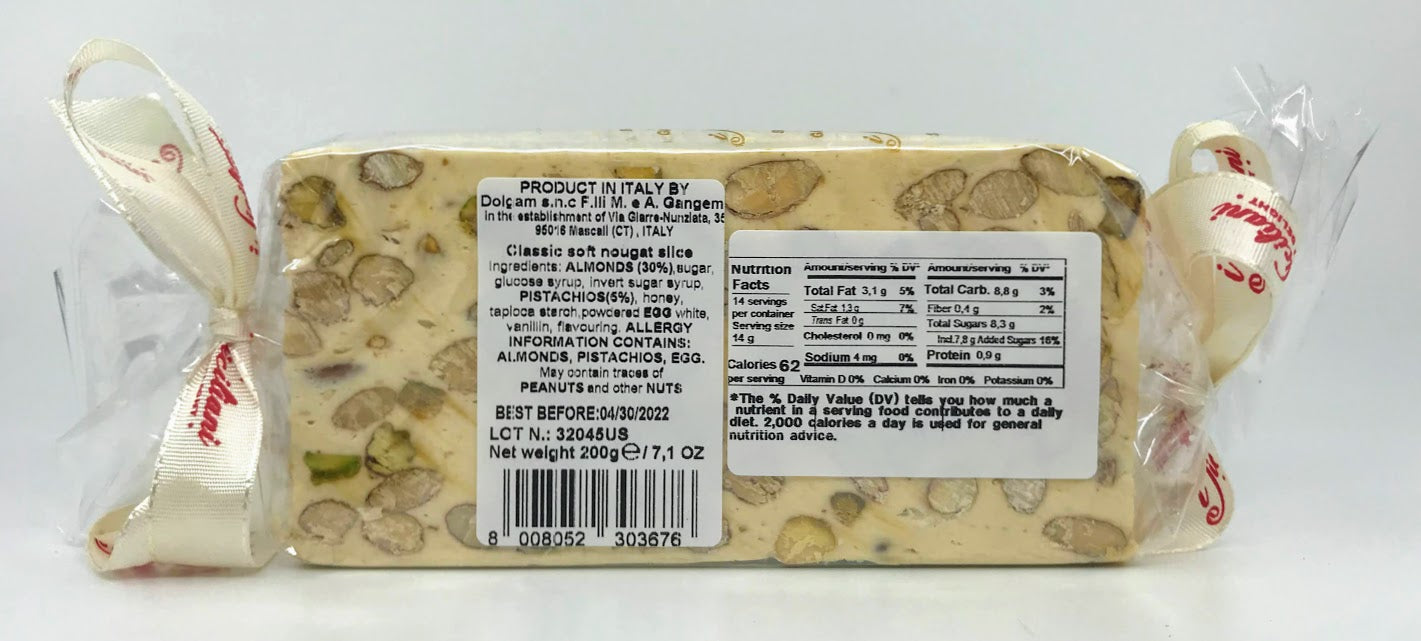 PRODUCT IN ITALY BY
Dolgam s.n.c F.lli M. e A. Gangem
in the establishment of Via Giarre-Nunziata, 35
95016 Mascali (CT), ITALY
Classic soft nougat slice
Ingredients: ALMONDS (30%), sugar,
glucose syrup, invert sugar syrup,
PISTACHIOS(5%), honey,
tapioca starch, powdered EGG white,
vanillin, flavouring. ALLERGY
INFORMATION CONTAINS:
ALMONDS, PISTACHIOS, EGG.
May contain traces of
PEANUTS and other NUTS
BEST BEFORE:04/30/2022
LOT N.: 32045US
Net weight 200g℮/ 7,1 OZ
8 008052 303676
Nutrition
Facts
14 servings
per container
Serving size
14 g
Calories 62
per serving
Amount/serving % DV*
Total Fat 3,1 g 5%
Sat Fat 1,3 g 7%
Trans Fat 0 g
Cholesterol 0 mg 0%
Sodium 4 mg 0%
Amount/serving % DV*
Total Carb. 8,8 g 3%
Fiber 0,4 g 2%
Total Sugars 8,3 g
Incl.7,8 g Added Sugars 16%
Protein 0,9 g
Vitamin D 0% Calcium 0% Iron 0% Potassium 0%
*The % Daily Value (DV) tells you how much a
nutrient in a serving food contributes to a daily
diet. 2,000 calories a day is used for general
nutrition advice.